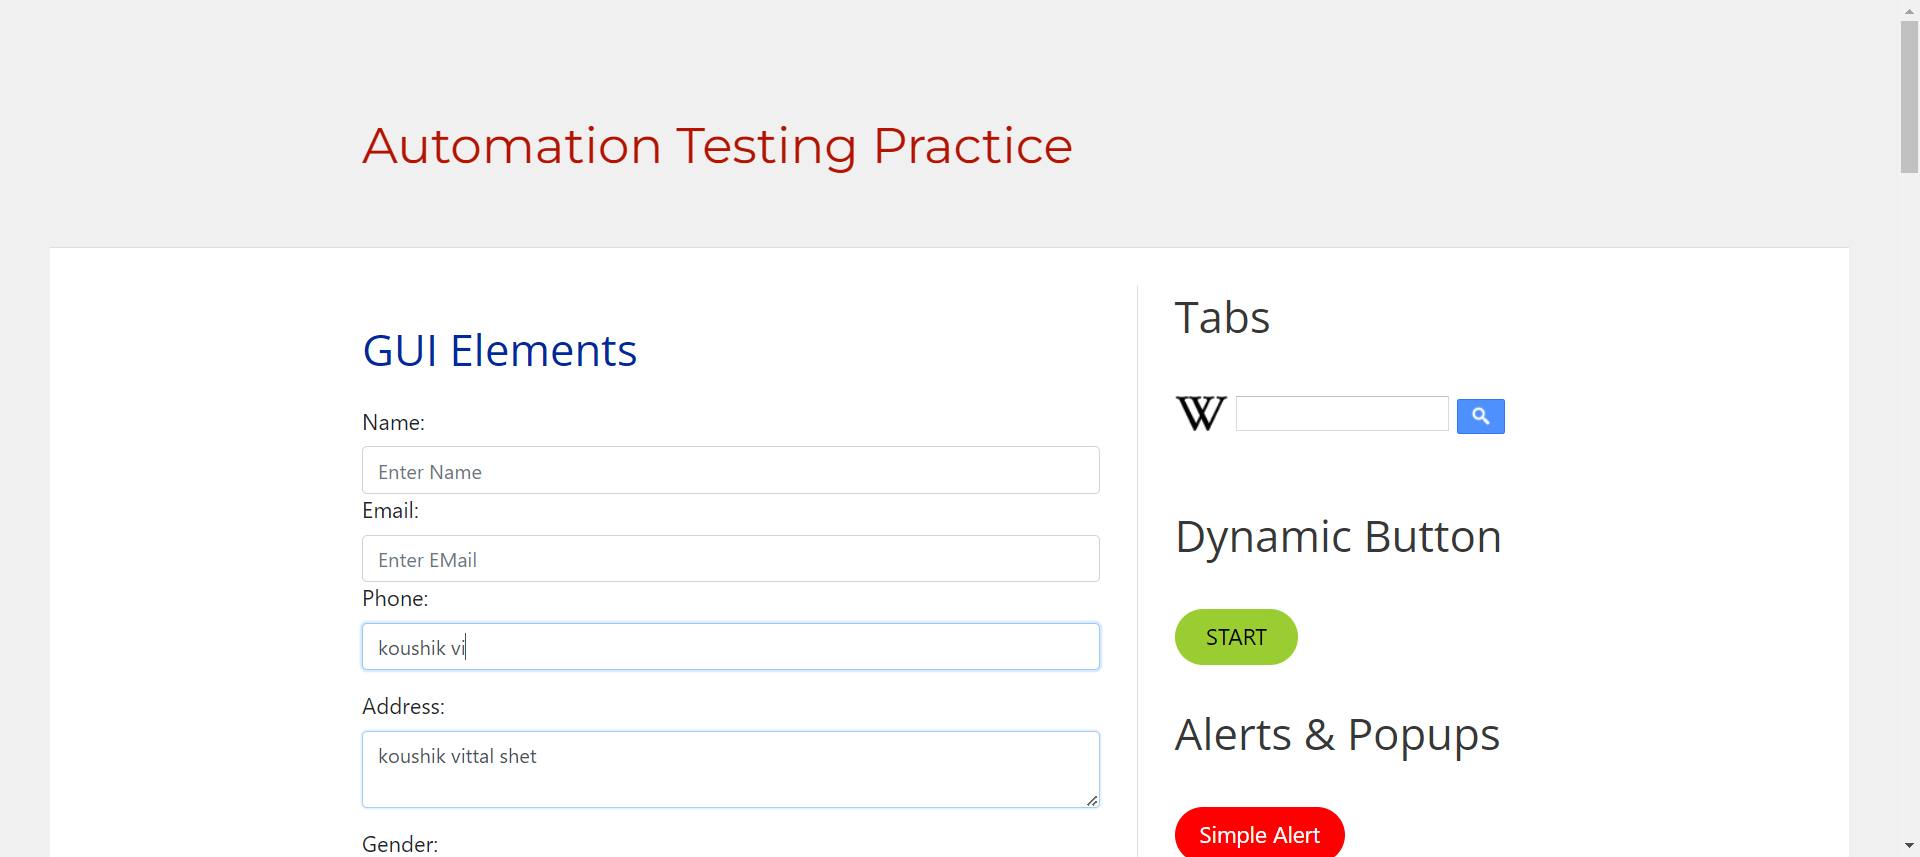 Automation Testing Practice
GUI Elements
Name:
Enter Name
Email:
Enter EMail
Phone:
koushik vi
Address:
koushik vittal shet
Gender:
Tabs
W
Dynamic Button
START
Alerts & Popups
Simple Alert